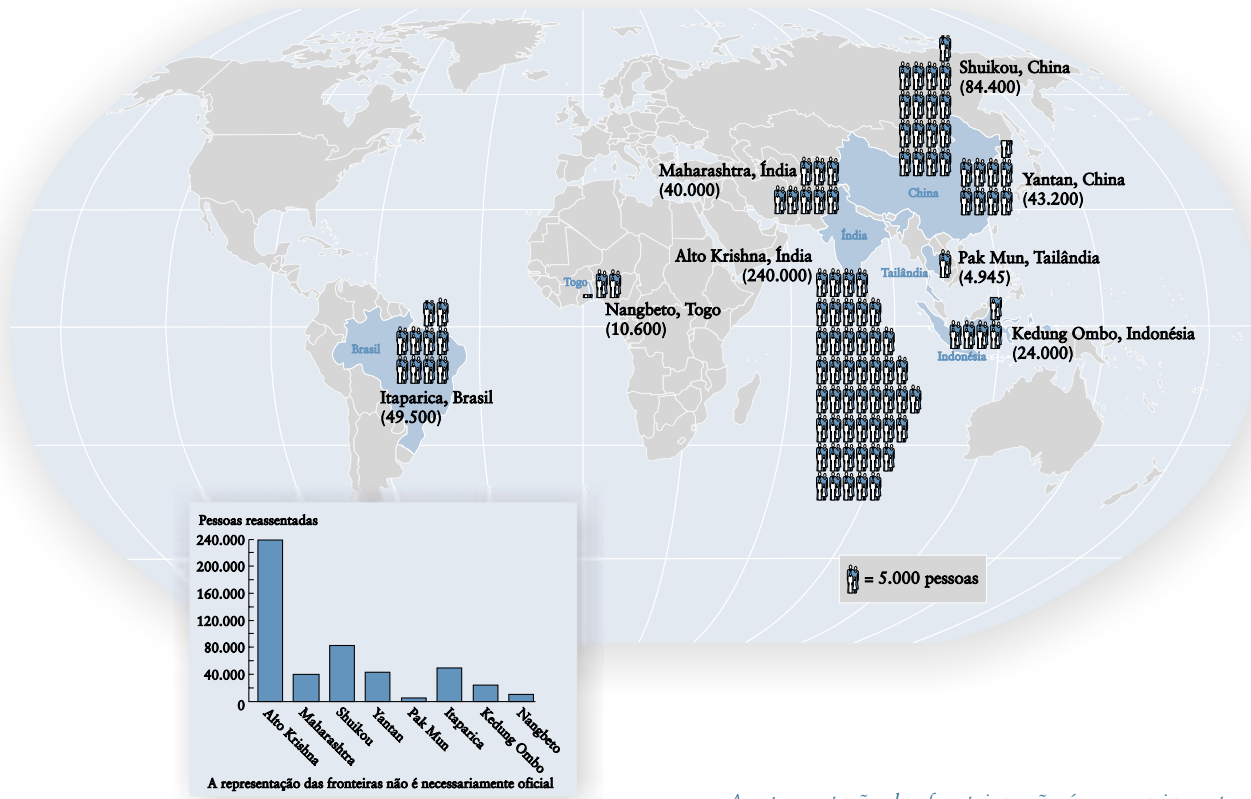 Shuikou, China
(84.400)
Maharashtra, Índia
(40.000)
Yantan, China
(43.200)
China
Índia
Alto Krishna, Índia
(240.000)
Tailândia
Pak Mun, Tailândia
(4.945)
Togo
Nangbeto, Togo
(10.600)
Kedung Ombo, Indonésia
(24.000)
Indonésia
Brasil
Itaparica, Brasil
(49.500)
Pessoas reassentadas
240.000
200.000
160.000
120.000
80.000
40.000
0
Alto Krishna
Maharashtra
Shuikou
Yantan
Pak Mun
Itaparica
Kedung Ombo
Nangbeto
A representação das fronteiras não é necessariamente oficial
= 5.000 pessoas